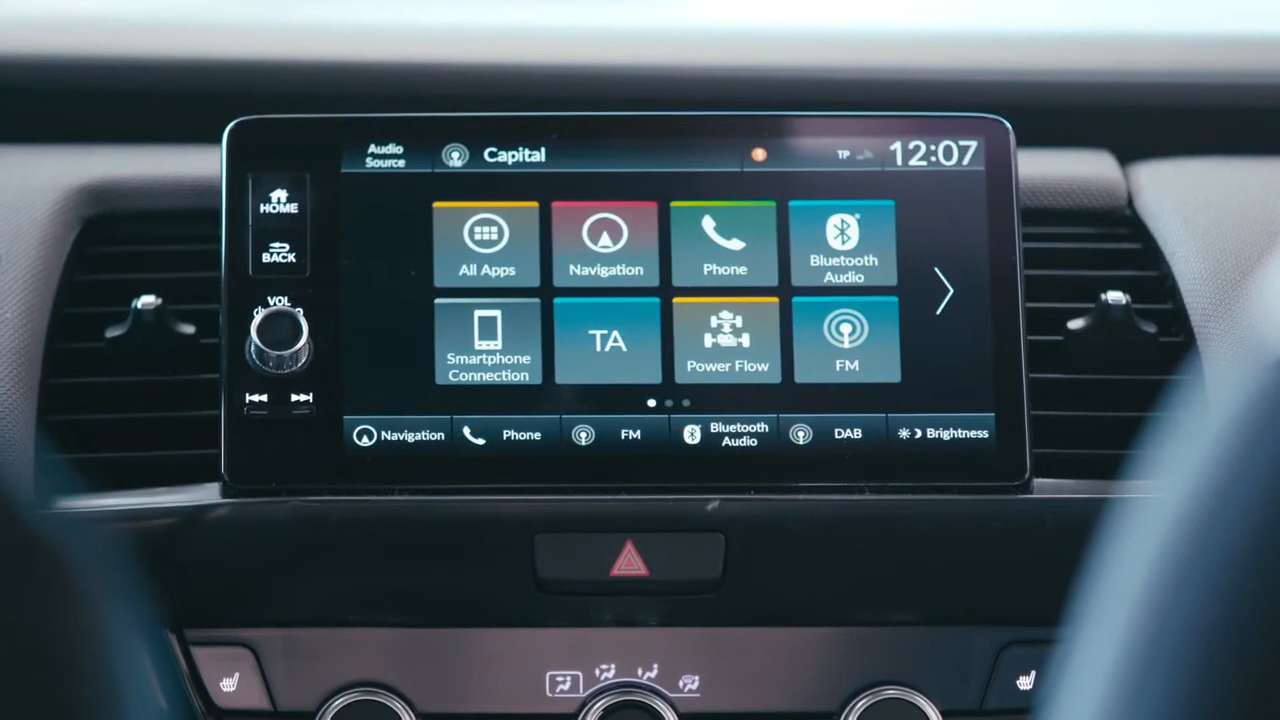 Audio
Source
Capital
1
TP
12:07
HOME
BACK
VOL
All Apps
Navigation
Phone
Bluetooth
Audio
Smartphone
Connection
TA
Power Flow
FM
Navigation
Phone
FM
Bluetooth
Audio
DAB
Brightness